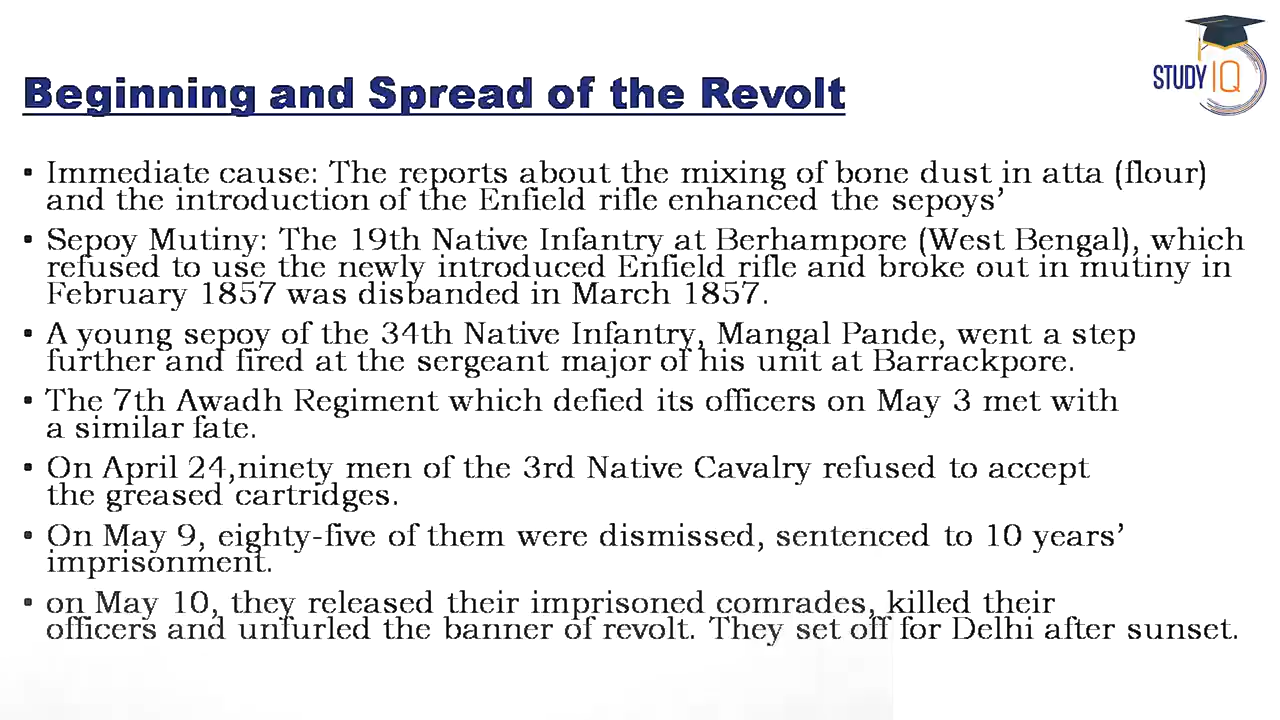 STUDY IQ
Beginning and Spread of the Revolt
▪ Immediate cause: The reports about the mixing of bone dust in atta (flour)
and the introduction of the Enfield rifle enhanced the sepoys’
▪ Sepoy Mutiny: The 19th Native Infantry at Berhampore (West Bengal), which
refused to use the newly introduced Enfield rifle and broke out in mutiny in
February 1857 was disbanded in March 1857.
▪ A young sepoy of the 34th Native Infantry, Mangal Pande, went a step
further and fired at the sergeant major of his unit at Barrackpore.
▪ The 7th Awadh Regiment which defied its officers on May 3 met with
a similar fate.
▪ On April 24,ninety men of the 3rd Native Cavalry refused to accept
the greased cartridges.
▪ On May 9, eighty-five of them were dismissed, sentenced to 10 years’
imprisonment.
▪ on May 10, they released their imprisoned comrades, killed their
officers and unfurled the banner of revolt. They set off for Delhi after sunset.